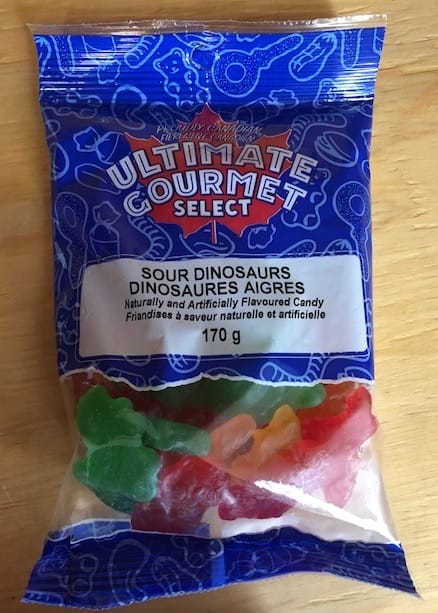 PROUDLY CANADIAN
FIÈREMENT CANADIEN
ULTIMATE
GOURMET
SELECT
SOUR DINOSAURS
DINOSAURES AIGRES
Naturally and Artificially Flavoured Candy
Friandises à saveur naturelle et artificielle
170 g